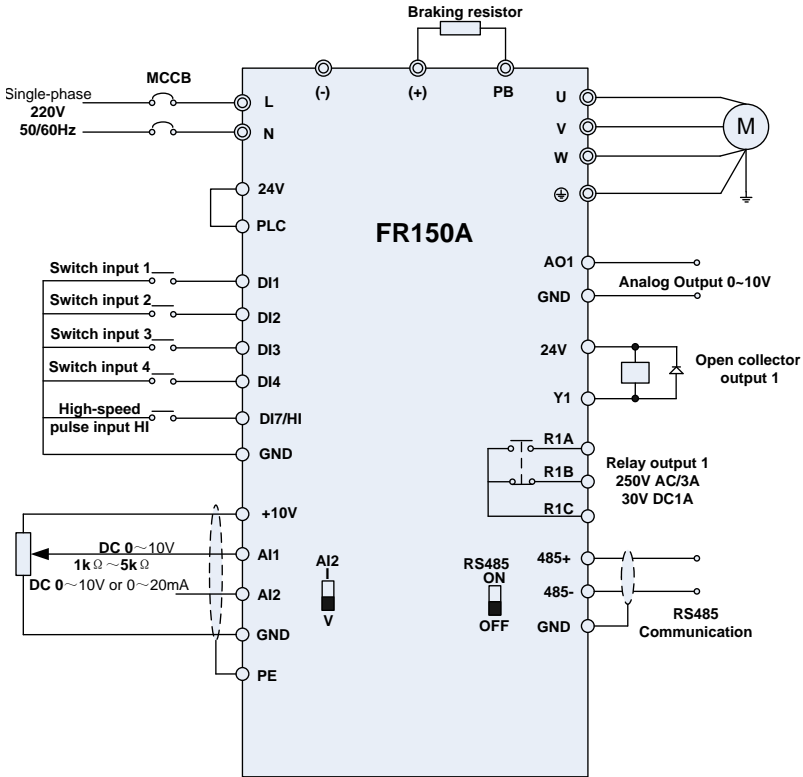 Braking resistor
MCCB
Single-phase
220V
50/60Hz
L
N
(-)
(+)
PB
U
V
W
M
24V
PLC
FR150A
Switch input 1
DI1
Switch input 2
DI2
Switch input 3
DI3
Switch input 4
DI4
High-speed
pulse input HI
DI7/HI
GND
AO1
Analog Output 0~10V
GND
24V
Open collector
output 1
Y1
R1A
R1B
R1C
Relay output 1
250V AC/3A
30V DC1A
+10V
DC 0～10V
AI1
1kΩ～5kΩ
DC 0～10V or 0～20mA
AI2
GND
PE
AI2
I
V
RS485
ON
OFF
485+
485-
GND
RS485
Communication